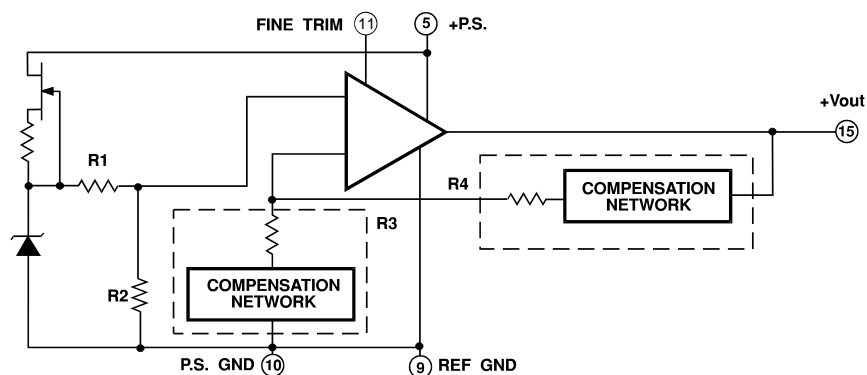 FINE TRIM 11
5 +P.S.
+Vout
15
R1
R4
COMPENSATION
NETWORK
R3
R2
COMPENSATION
NETWORK
P.S. GND 10
9 REF GND